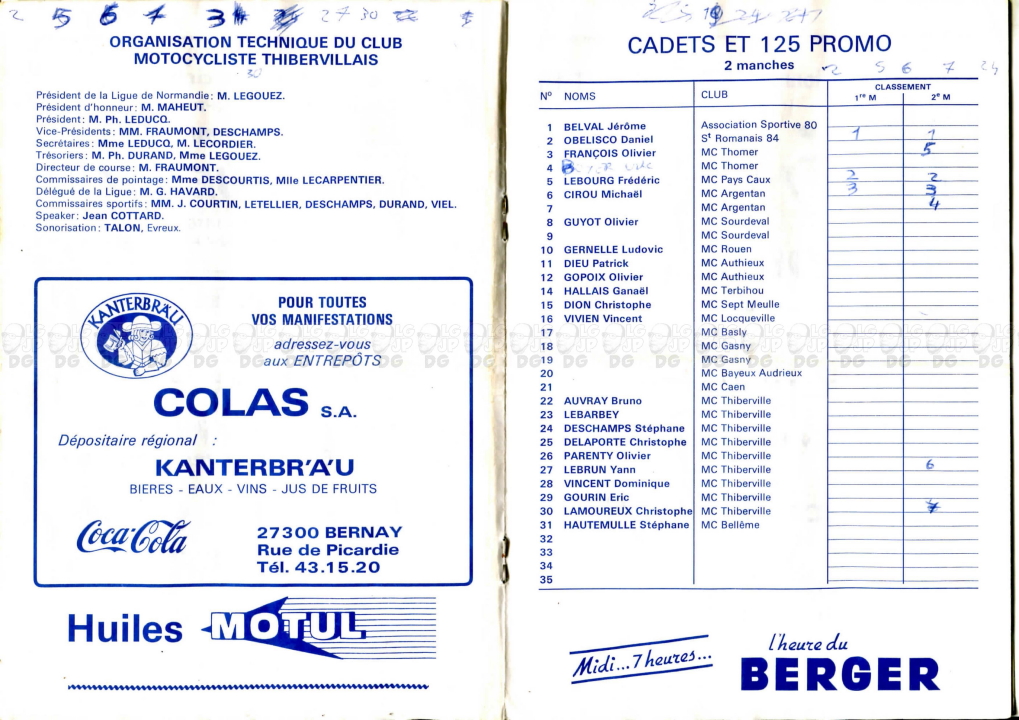 2 5 6 7 27 30
ORGANISATION TECHNIQUE DU CLUB
MOTOCYCLISTE THIBERVILLAIS
30
Président de la Ligue de Normandie : M. LEGOUEZ.
Président d'honneur : M. MAHEUT.
Président : M. Ph. LEDUCQ.
Vice-Présidents : MM. FRAUMONT, DESCHAMPS.
Secrétaires : Mme LEDUCQ, M. LECORDIER.
Trésoriers : M. Ph. DURAND, Mme LEGOUEZ.
Directeur de course : M. FRAUMONT.
Commissaires de pointage : Mme DESCOURTIS, Mlle LECARPENTIER.
Délégué de la Ligue : M. G. HAVARD.
Commissaires sportifs : MM. J. COURTIN, LETELLIER, DESCHAMPS, DURAND, VIEL.
Speaker : Jean COTTARD.
Sonorisation : TALON, Evreux.
KANTERBRÄU
POUR TOUTES
VOS MANIFESTATIONS
adressez-vous
aux ENTREPÔTS
COLAS S.A.
Dépositaire régional :
KANTERBR'A'U
BIERES - EAUX - VINS - JUS DE FRUITS
Coca-Cola
27300 BERNAY
Rue de Picardie
Tél. 43.15.20
Huiles MOTUL
CADETS ET 125 PROMO
2 manches 2 5 6 7 24
N° NOMS CLUB CLASSEMENT
1re M 2e M
1 BELVAL Jérôme Association Sportive 80
2 OBELISCO Daniel St Romanais 84 1 1
3 FRANÇOIS Olivier MC Thomer 5
4 MC Thomer
5 LEBOURG Frédéric MC Pays Caux 2 2
6 CIROU Michaël MC Argentan 3 3
7 MC Argentan 4
8 GUYOT Olivier MC Sourdeval
9 MC Sourdeval
10 GERNELLE Ludovic MC Rouen
11 DIEU Patrick MC Authieux
12 GOPOIX Olivier MC Authieux
14 HALLAIS Ganaël MC Terbihou
15 DION Christophe MC Sept Meulle
16 VIVIEN Vincent MC Locqueville
17 MC Basly
18 MC Gasny
19 MC Gasny
20 MC Bayeux Audrieux
21 MC Caen
22 AUVRAY Bruno MC Thiberville
23 LEBARBEY MC Thiberville
24 DESCHAMPS Stéphane MC Thiberville
25 DELAPORTE Christophe MC Thiberville
26 PARENTY Olivier MC Thiberville
27 LEBRUN Yann MC Thiberville 6
28 VINCENT Dominique MC Thiberville
29 GOURIN Eric MC Thiberville
30 LAMOUREUX Christophe MC Thiberville 7
31 HAUTEMULLE Stéphane MC Bellême
32
33
34
35
Midi... 7 heures...
l'heure du
BERGER